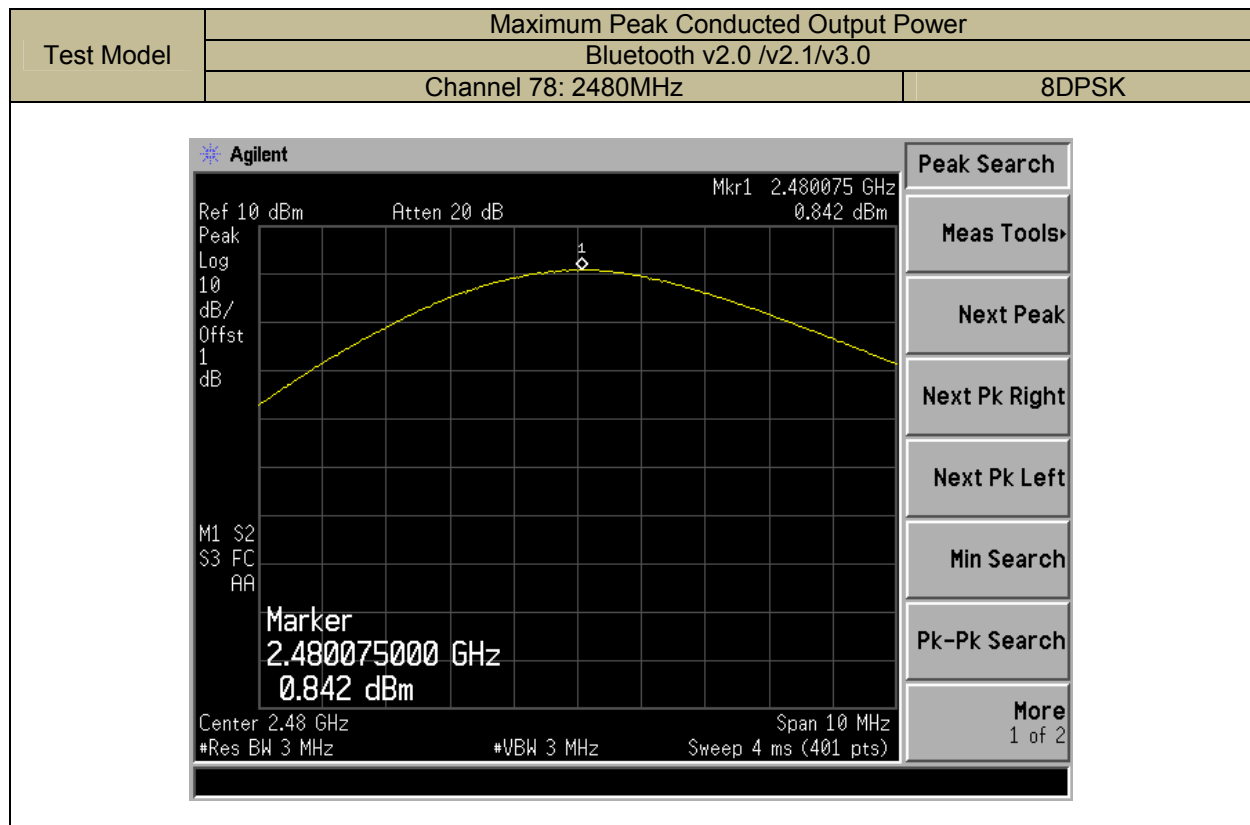 Test Model
Maximum Peak Conducted Output Power
Bluetooth v2.0 /v2.1/v3.0
Channel 78: 2480MHz
8DPSK
Agilent
Peak Search
Mkr1 2.480075 GHz
Ref 10 dBm Atten 20 dB 0.842 dBm
Peak
Log
10
dB/
Offst
1
dB
1
M1 S2
S3 FC
AA
Marker
2.480075000 GHz
0.842 dBm
Center 2.48 GHz Span 10 MHz
#Res BW 3 MHz #VBW 3 MHz Sweep 4 ms (401 pts)
Meas Tools
Next Peak
Next Pk Right
Next Pk Left
Min Search
Pk-Pk Search
More
1 of 2